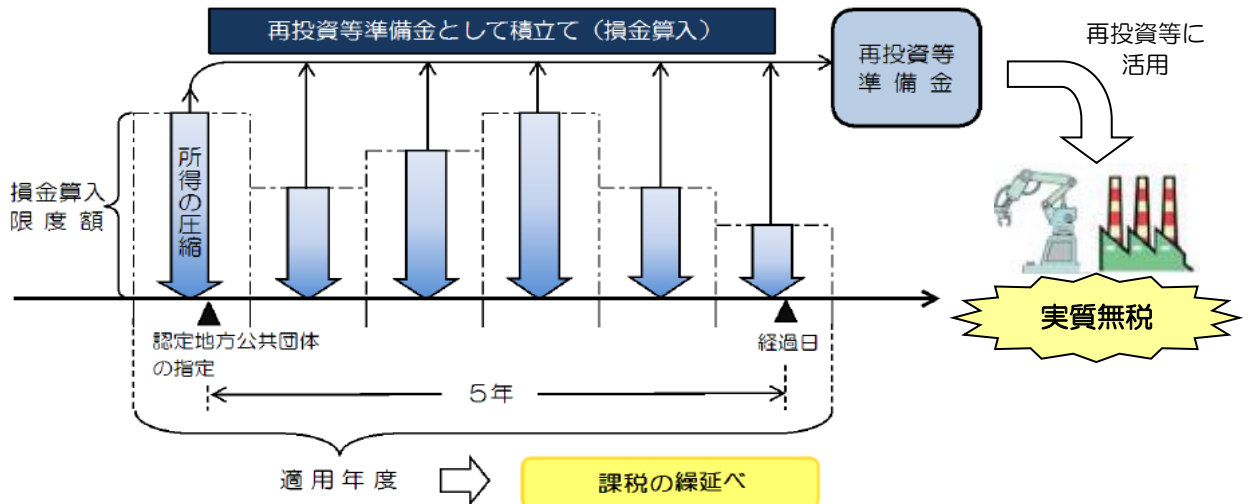 再投資等準備金として積立て（損金算入）
再投資等
準備金
再投資等に
活用
損金算入
限度額
所得の圧縮
実質無税
認定地方公共団体
の指定
経過日
5年
適用年度
課税の繰延べ